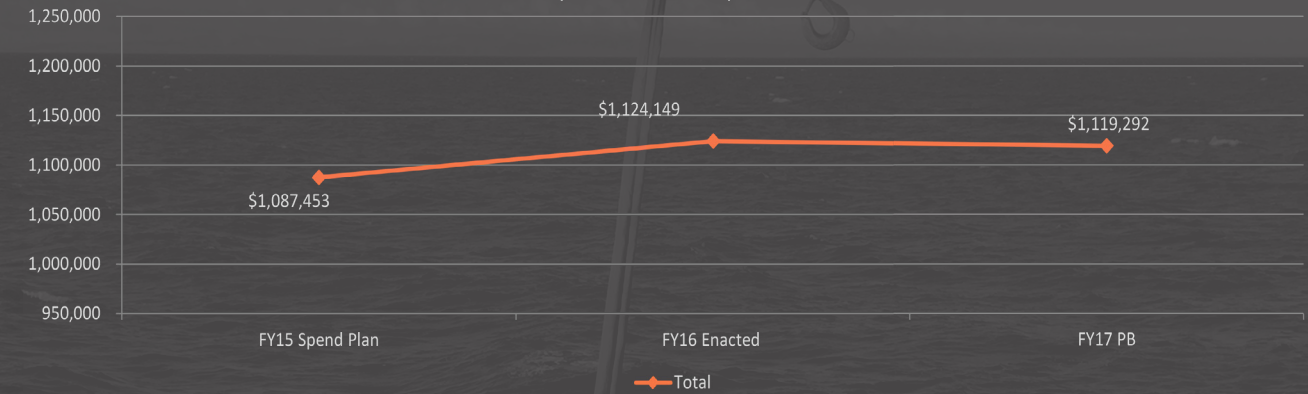 1,250,000
1,200,000
1,150,000
1,100,000
1,050,000
1,000,000
950,000
$1,087,453
$1,124,149
$1,119,292
FY15 Spend Plan
FY16 Enacted
FY17 PB
Total